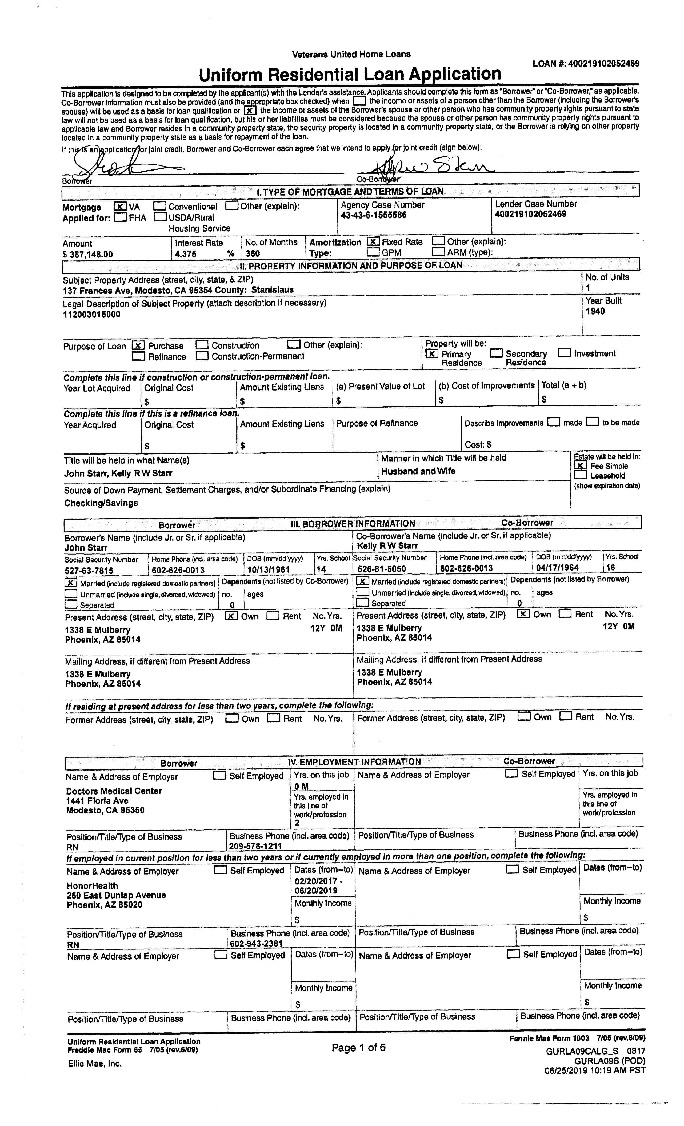 Veterans United Home Loans
LOAN #: 400219102052469
Uniform Residential Loan Application
This application is designed to be completed by the applicant(s) with the Lender's assistance. Applicants should complete this form as "Borrower" or "Co-Borrower," as applicable.
Co-Borrower information must also be provided (and the appropriate box checked) when the income or assets of a person other than the Borrower (including the Borrower's
spouse) will be used as a basis for loan qualification or X the income or assets of the Borrower's spouse or other person who has community property rights pursuant to state
law will not be used as a basis for loan qualification, but his or her liabilities must be considered because the spouse or other person has community property rights pursuant to
applicable law and Borrower resides in a community property state, the security property is located in a community property state, or the Borrower is relying on other property
located in a community property state as a basis for repayment of the loan.
If this is an application for joint credit, Borrower and Co-Borrower each agree that we intend to apply for joint credit (sign below):
Borrower Co-Borrower
I. TYPE OF MORTGAGE AND TERMS OF LOAN
Mortgage X VA Conventional Other (explain): Agency Case Number Lender Case Number
Applied for: FHA USDA/Rural 43-43-6-1555586 400219102052469
Housing Service
Amount Interest Rate No. of Months Amortization X Fixed Rate Other (explain):
$ 367,148.00 4.375 % 360 Type: GPM ARM (type):
II. PROPERTY INFORMATION AND PURPOSE OF LOAN
Subject Property Address (street, city, state, & ZIP) No. of Units
137 Frances Ave, Modesto, CA 95354 County: Stanislaus 1
Legal Description of Subject Property (attach description if necessary) Year Built
112003015000 1940
Purpose of Loan X Purchase Construction Other (explain): Property will be:
Refinance Construction-Permanent X Primary Residence Secondary Residence Investment
Complete this line if construction or construction-permanent loan.
Year Lot Acquired Original Cost Amount Existing Liens (a) Present Value of Lot (b) Cost of Improvements Total (a + b)
$ $ $ $ $
Complete this line if this is a refinance loan.
Year Acquired Original Cost Amount Existing Liens Purpose of Refinance Describe Improvements made to be made
$ $ Cost: $
Title will be held in what Name(s) Manner in which Title will be held Estate will be held in:
John Starr, Kelly R W Starr Husband and Wife X Fee Simple
Leasehold
Source of Down Payment, Settlement Charges, and/or Subordinate Financing (explain) (show expiration date)
Checking/Savings
Borrower III. BORROWER INFORMATION Co-Borrower
Borrower's Name (include Jr. or Sr. if applicable) Co-Borrower's Name (include Jr. or Sr. if applicable)
John Starr Kelly R W Starr
Social Security Number Home Phone (incl. area code) DOB (mm/dd/yyyy) Yrs. School Social Security Number Home Phone (incl. area code) DOB (mm/dd/yyyy) Yrs. School
527-63-7815 602-626-0013 10/13/1961 14 526-81-5050 602-626-0013 04/17/1964 16
X Married (include registered domestic partners) Dependents (not listed by Co-Borrower) X Married (include registered domestic partners) Dependents (not listed by Borrower)
Unmarried (include single, divorced, widowed) no. ages Unmarried (include single, divorced, widowed) no. ages
Separated 0 Separated 0
Present Address (street, city, state, ZIP) X Own Rent No. Yrs. Present Address (street, city, state, ZIP) X Own Rent No. Yrs.
1338 E Mulberry 12Y 0M 1338 E Mulberry 12Y 0M
Phoenix, AZ 85014 Phoenix, AZ 85014
Mailing Address, if different from Present Address Mailing Address, if different from Present Address
1338 E Mulberry 1338 E Mulberry
Phoenix, AZ 85014 Phoenix, AZ 85014
If residing at present address for less than two years, complete the following:
Former Address (street, city, state, ZIP) Own Rent No. Yrs. Former Address (street, city, state, ZIP) Own Rent No. Yrs.
Borrower IV. EMPLOYMENT INFORMATION Co-Borrower
Name & Address of Employer Self Employed Yrs. on this job Name & Address of Employer Self Employed Yrs. on this job
0 M
Doctors Medical Center Yrs. employed in this line of work/profession Yrs. employed in this line of work/profession
1441 Florla Ave
Modesto, CA 95350 2
Position/Title/Type of Business Business Phone (incl. area code) Position/Title/Type of Business Business Phone (incl. area code)
RN 209-578-1211
If employed in current position for less than two years or if currently employed in more than one position, complete the following:
Name & Address of Employer Self Employed Dates (from–to) Name & Address of Employer Self Employed Dates (from–to)
HonorHealth 02/20/2017 -
250 East Dunlap Avenue 06/20/2019
Phoenix, AZ 85020 Monthly Income Monthly Income
$ $
Position/Title/Type of Business Business Phone (incl. area code) Position/Title/Type of Business Business Phone (incl. area code)
RN 602-943-2381
Name & Address of Employer Self Employed Dates (from–to) Name & Address of Employer Self Employed Dates (from–to)
Monthly Income Monthly Income
$ $
Position/Title/Type of Business Business Phone (incl. area code) Position/Title/Type of Business Business Phone (incl. area code)
Uniform Residential Loan Application Fannie Mae Form 1003 7/05 (rev.6/09)
Freddie Mac Form 65 7/05 (rev.6/09) Page 1 of 5 GURLA09CALG_S 0817
Ellie Mae, Inc. GURLA09S (POD)
06/25/2019 10:19 AM PST